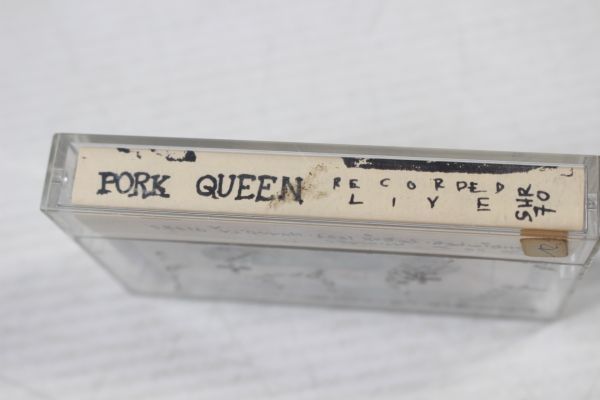 PORK QUEEN
RECORDED
LIVE
SHR
70